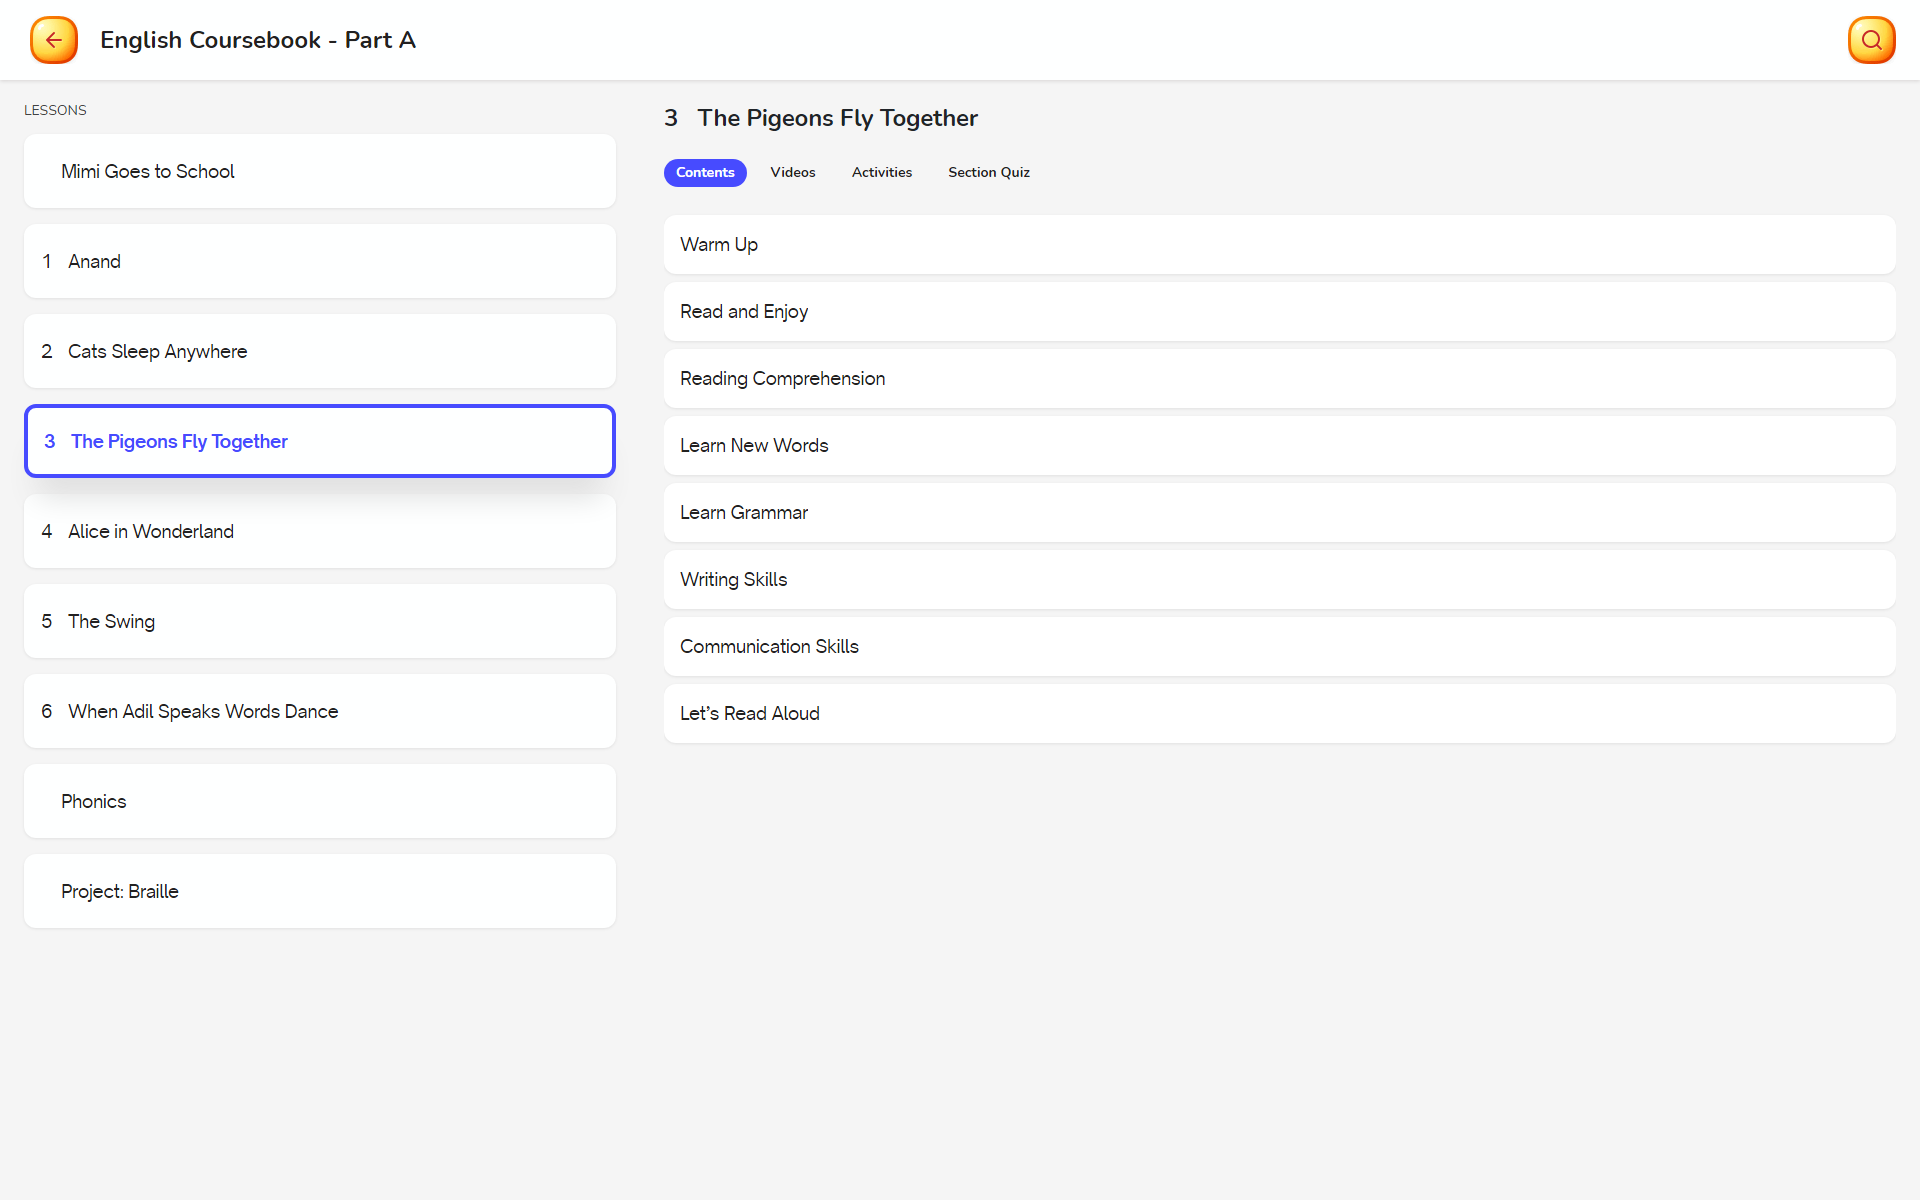 English Coursebook - Part A
LESSONS
Mimi Goes to School
1 Anand
2 Cats Sleep Anywhere
3 The Pigeons Fly Together
4 Alice in Wonderland
5 The Swing
6 When Adil Speaks Words Dance
Phonics
Project: Braille
3 The Pigeons Fly Together
Contents Videos Activities Section Quiz
Warm Up
Read and Enjoy
Reading Comprehension
Learn New Words
Learn Grammar
Writing Skills
Communication Skills
Let’s Read Aloud